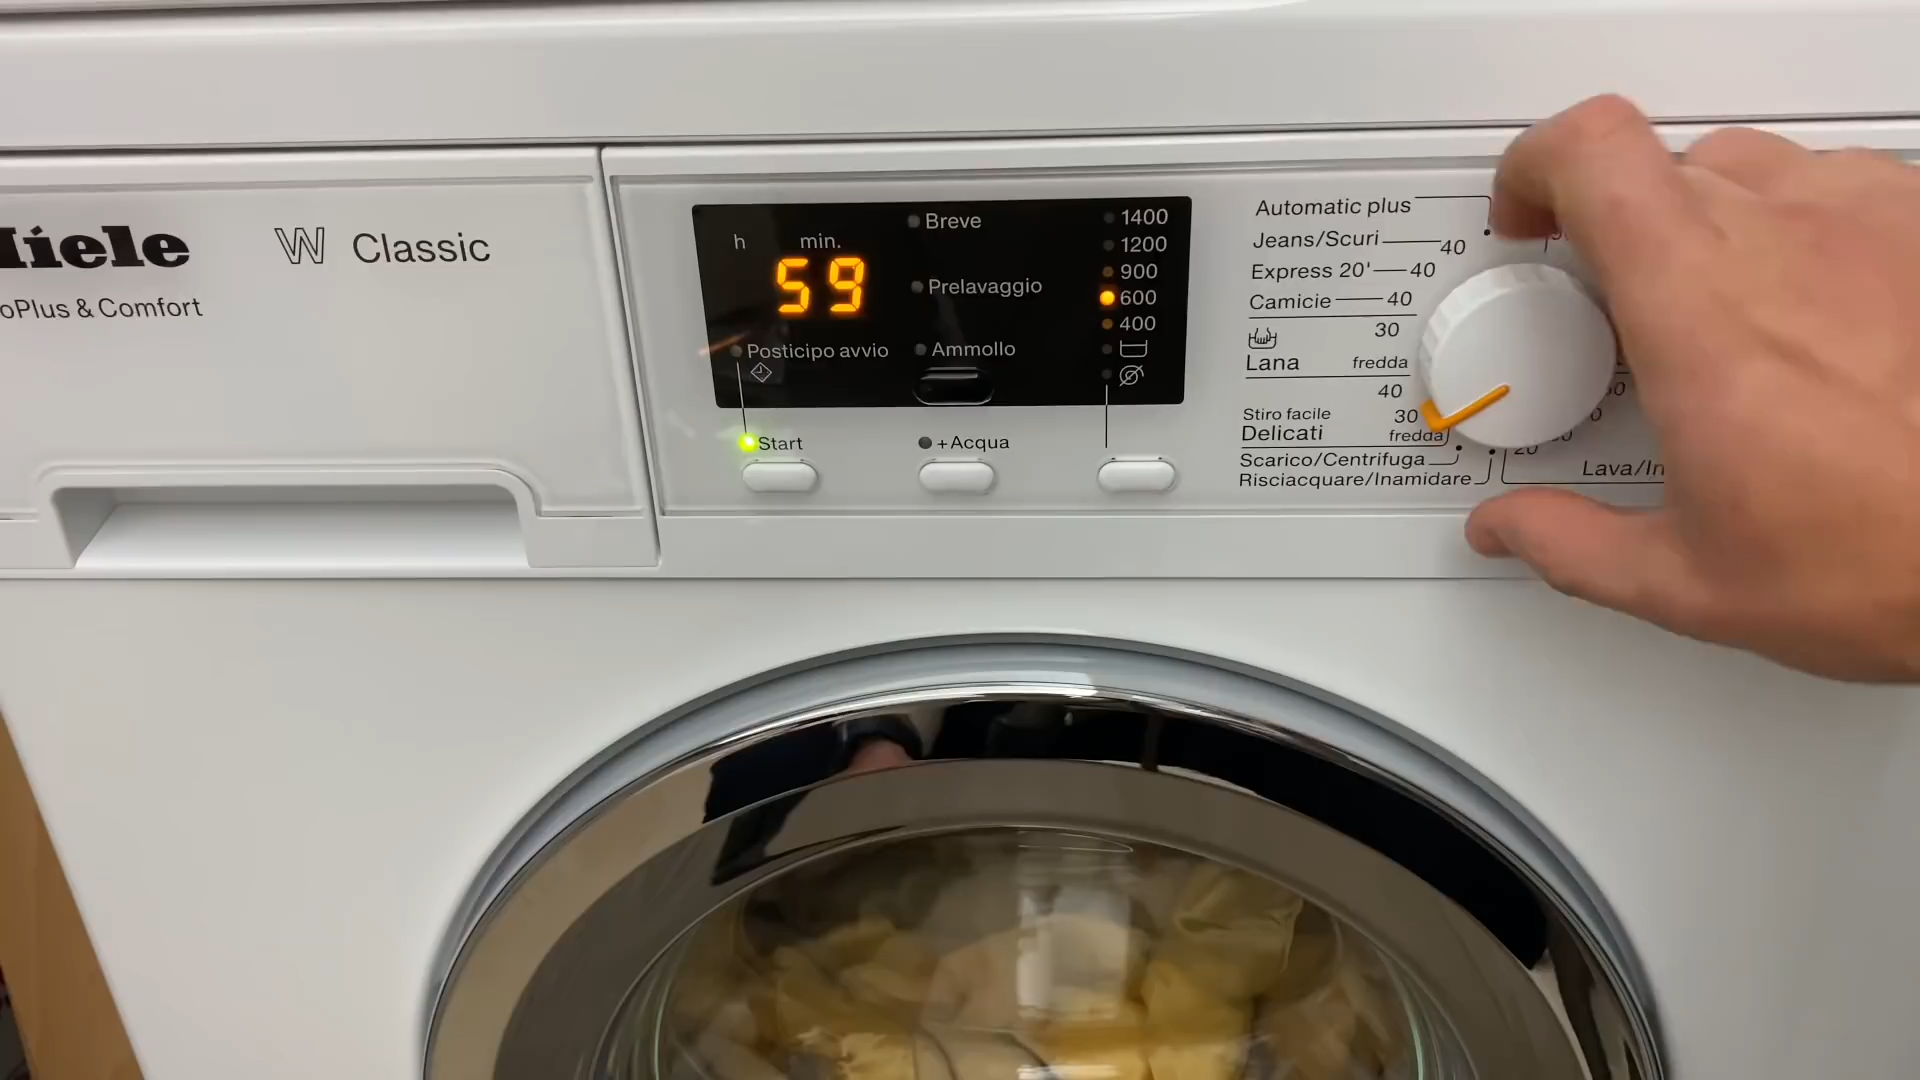 Miele W Classic
oPlus & Comfort
h min.
59
Posticipo avvio
Start
Breve
Prelavaggio
Ammollo
+Acqua
1400
1200
900
600
400
Automatic plus
Jeans/Scuri 40
Express 20' 40
Camicie 40
30
Lana fredda
40
Stiro facile 30
Delicati fredda
Scarico/Centrifuga
Risciacquare/Inamidare
20
Lava/In